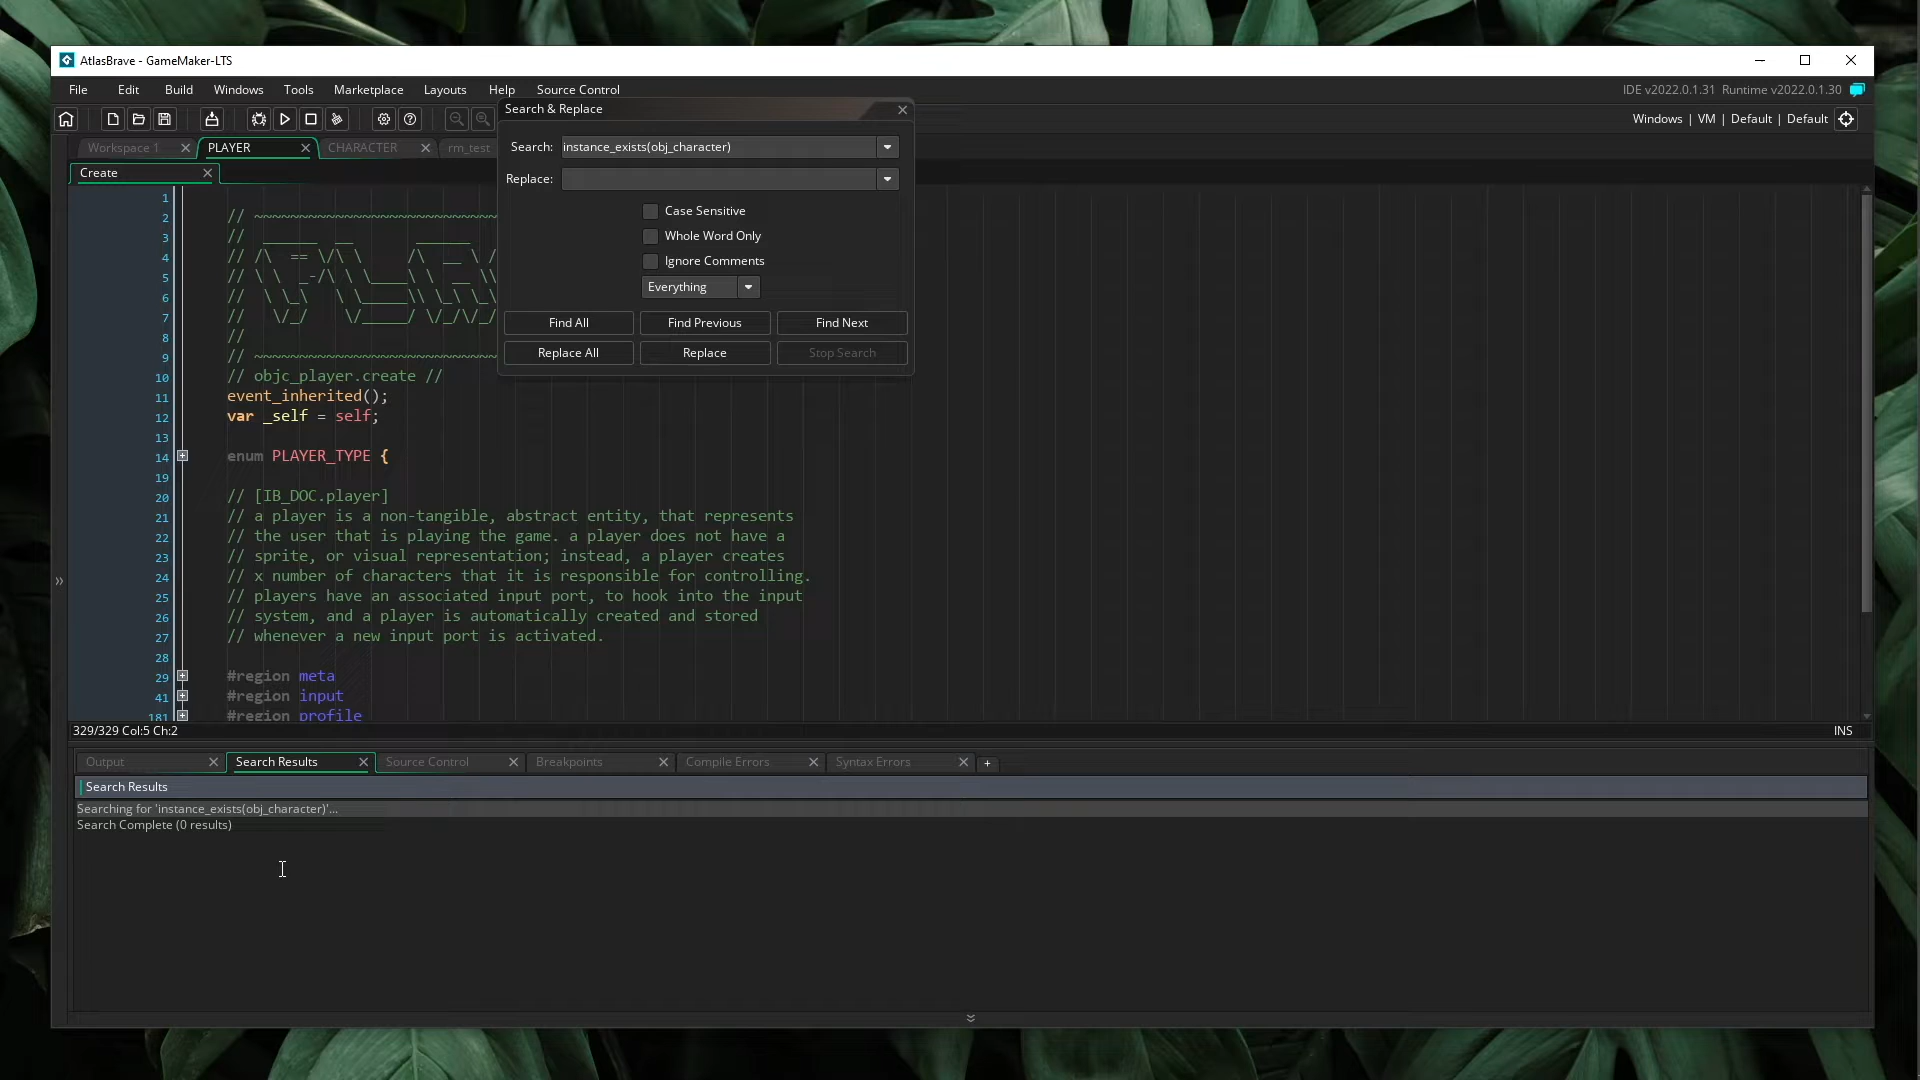 AtlasBrave - GameMaker-LTS
File Edit Build Windows Tools Marketplace Layouts Help Source Control
IDE v2022.0.1.31 Runtime v2022.0.1.30
Windows | VM | Default | Default
Search & Replace
Search: instance_exists(obj_character)
Replace:
Case Sensitive
Whole Word Only
Ignore Comments
Everything
Find All Find Previous Find Next
Replace All Replace Stop Search
Workspace 1 PLAYER CHARACTER rm_test
Create
1
2 // ~~~~~~~~~~~~~~~~~~~~~~~~~~~
3 // ______ __ ______
4 // /\ == \/\ \ /\ __ \ /
5 // \ \ _-/\ \ \____\ \ __ \\
6 // \ \_\ \ \_____\\ \_\ \_\
7 // \/_/ \/_____/ \/_/\/_/
8 //
9 // ~~~~~~~~~~~~~~~~~~~~~~~~~~~
10 // objc_player.create //
11 event_inherited();
12 var _self = self;
13
14 enum PLAYER_TYPE {
19
20 // [IB_DOC.player]
21 // a player is a non-tangible, abstract entity, that represents
22 // the user that is playing the game. a player does not have a
23 // sprite, or visual representation; instead, a player creates
24 // x number of characters that it is responsible for controlling.
25 // players have an associated input port, to hook into the input
26 // system, and a player is automatically created and stored
27 // whenever a new input port is activated.
28
29 #region meta
41 #region input
181 #region profile
329/329 Col:5 Ch:2 INS
Output Search Results Source Control Breakpoints Compile Errors Syntax Errors +
Search Results
Searching for 'instance_exists(obj_character)'...
Search Complete (0 results)